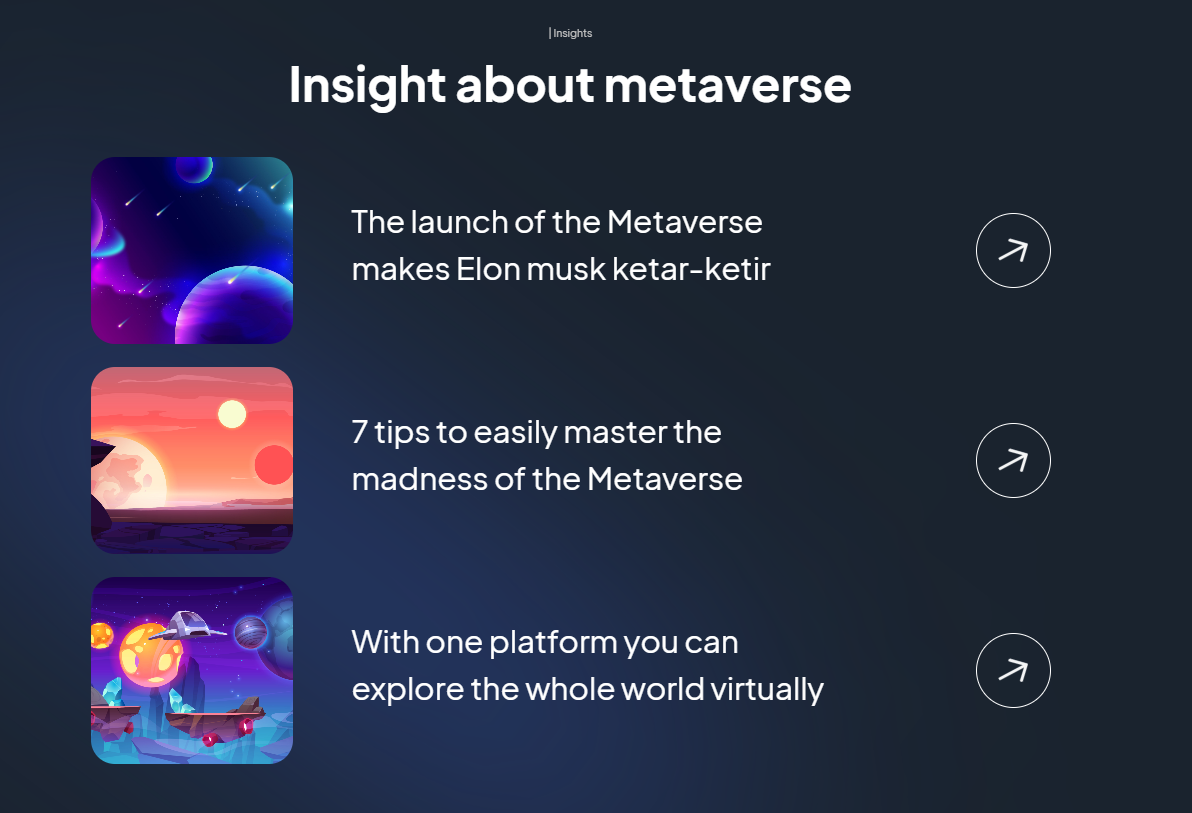 | Insights
Insight about metaverse
The launch of the Metaverse
makes Elon musk ketar-ketir
7 tips to easily master the
madness of the Metaverse
With one platform you can
explore the whole world virtually